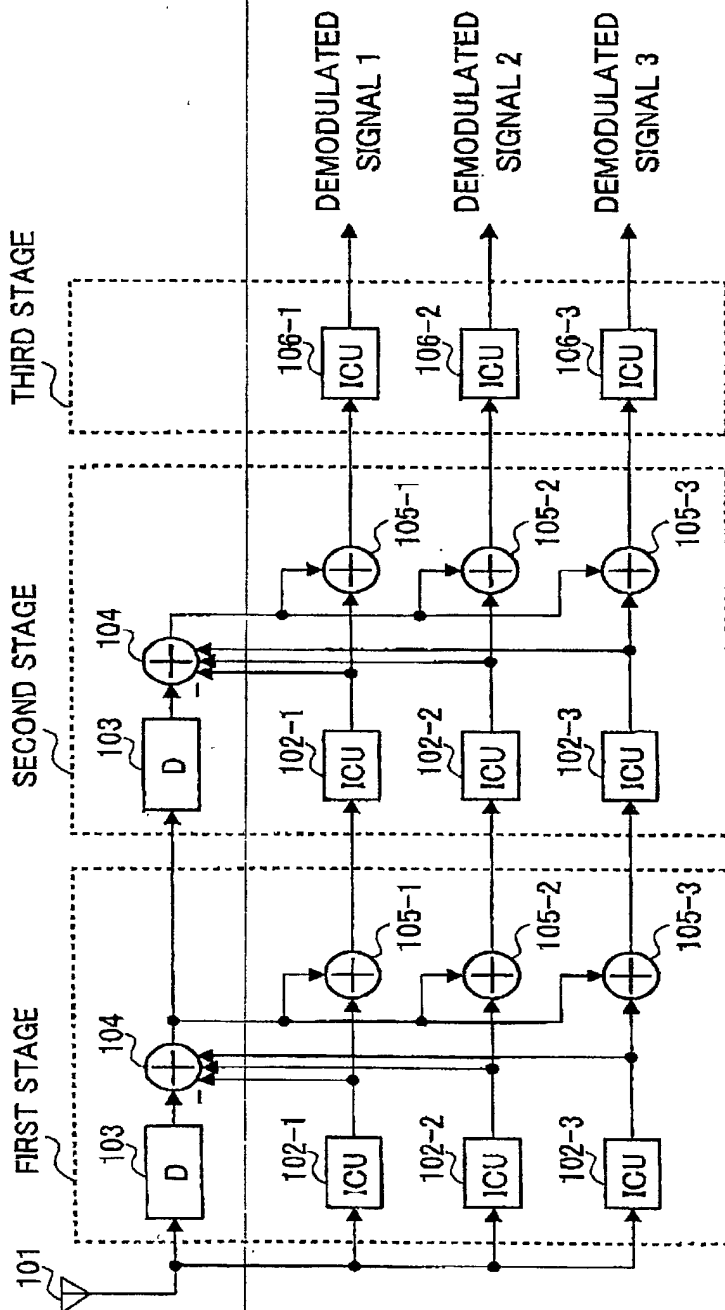 FIRST STAGE
SECOND STAGE
THIRD STAGE
101
103
D
104
-
103
D
104
-
102-1
ICU
105-1
102-1
ICU
105-1
106-1
ICU
DEMODULATED
SIGNAL 1
102-2
ICU
105-2
102-2
ICU
105-2
106-2
ICU
DEMODULATED
SIGNAL 2
102-3
ICU
105-3
102-3
ICU
105-3
106-3
ICU
DEMODULATED
SIGNAL 3